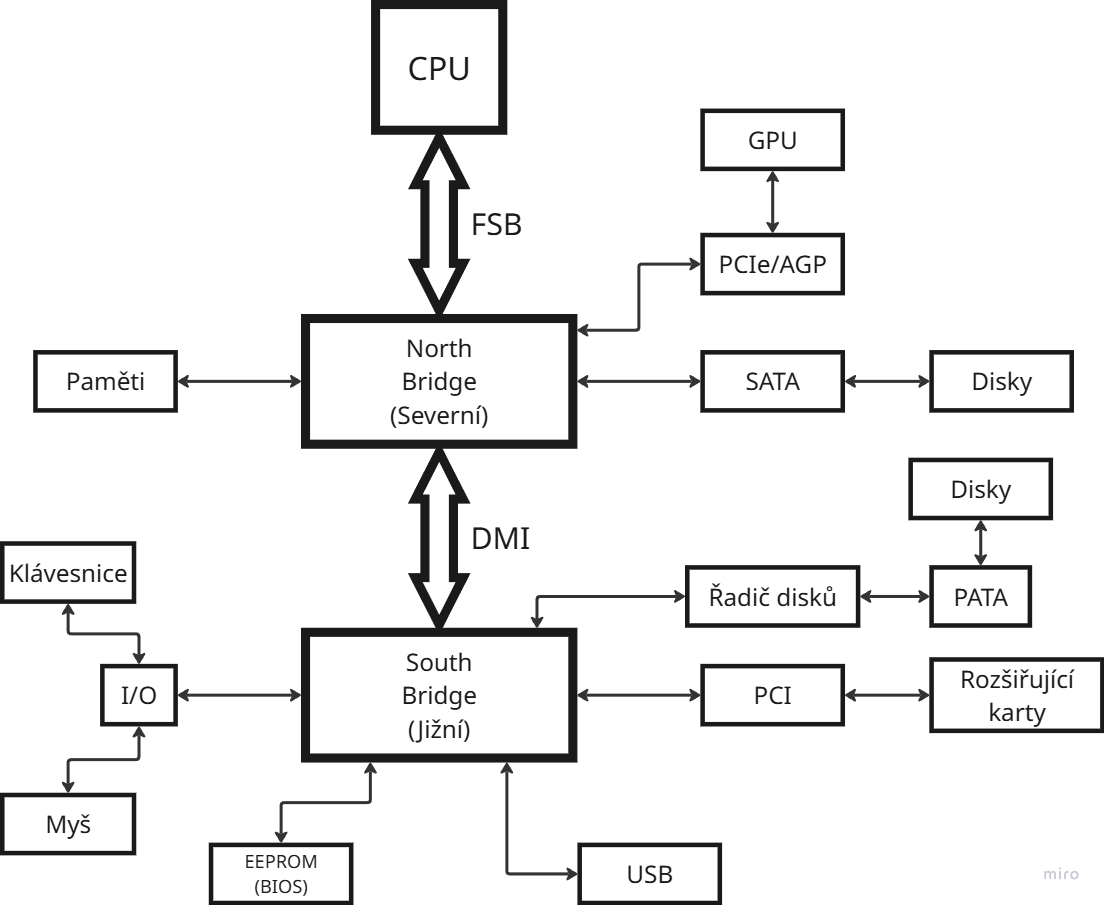 CPU
GPU
FSB
PCIe/AGP
North
Bridge
(Severní)
Paměti
SATA
Disky
Disky
DMI
Klávesnice
Řadič disků
PATA
South
Bridge
(Jižní)
I/O
PCI
Rozšiřující
karty
Myš
EEPROM
(BIOS)
USB
miro